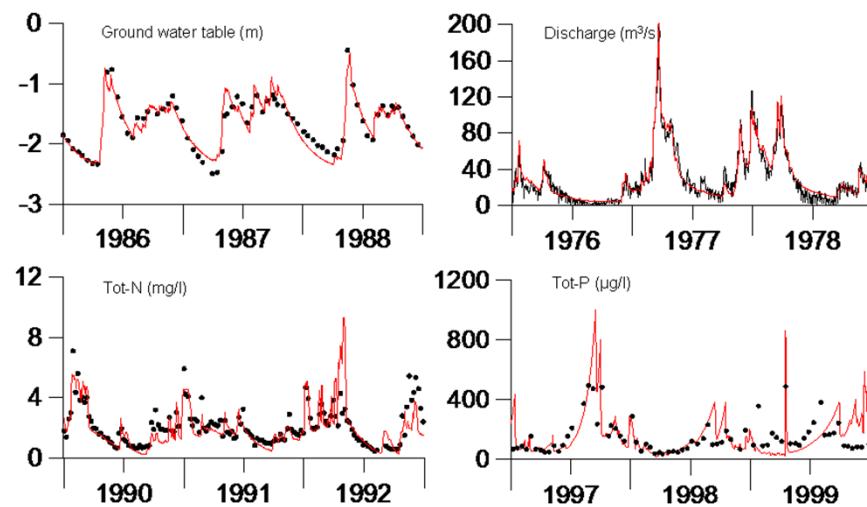 Ground water table (m)
0
-1
-2
-3
1986 1987 1988
Discharge (m³/s)
200
160
120
80
40
0
1976 1977 1978
Tot-N (mg/l)
12
8
4
0
1990 1991 1992
Tot-P (µg/l)
1200
800
400
0
1997 1998 1999